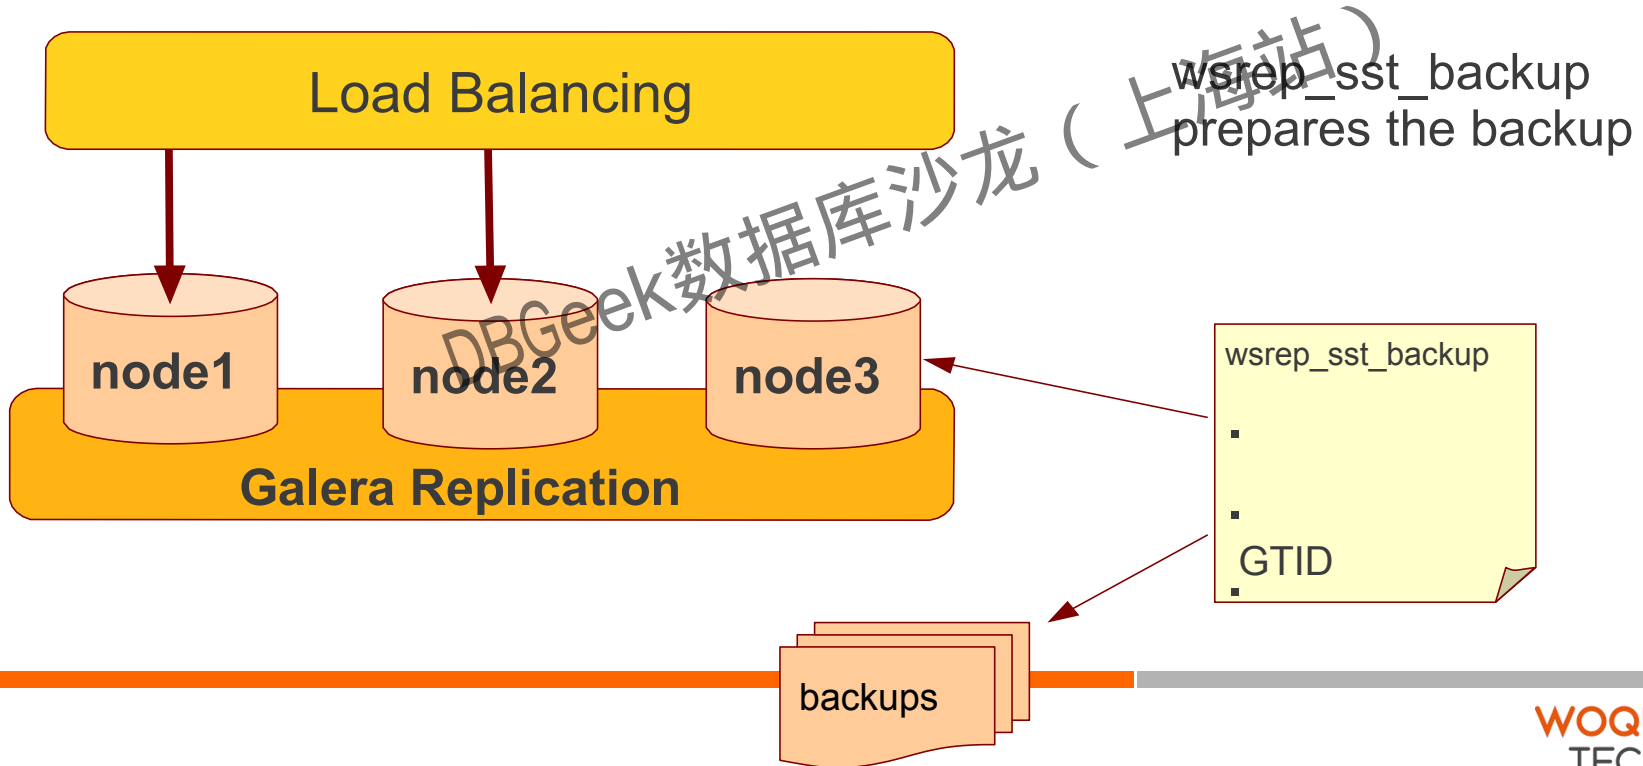 Load Balancing
wsrep_sst_backup
prepares the backup
DBGeek数据库沙龙（上海站）
node1
node2
node3
wsrep_sst_backup
GTID
Galera Replication
backups
WOQ
TEC